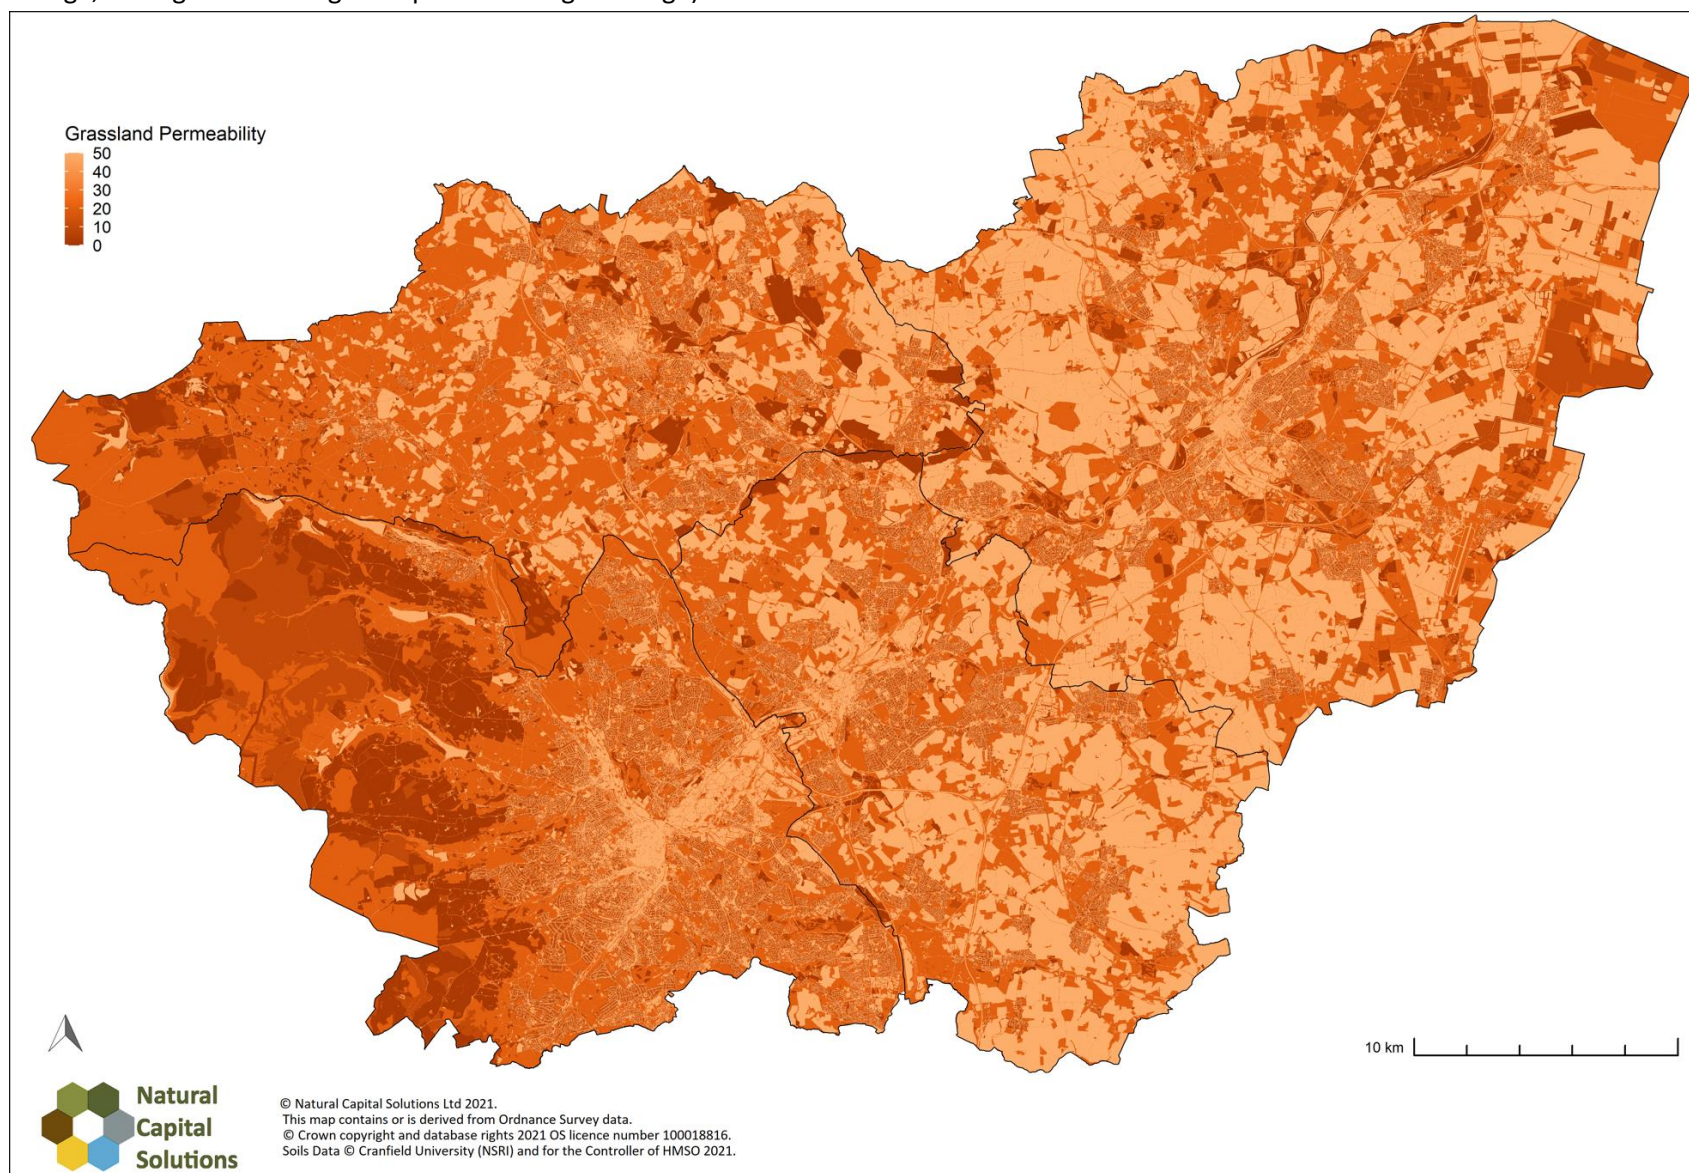 Grassland Permeability
50
40
30
20
10
0
10 km
Natural
Capital
Solutions
© Natural Capital Solutions Ltd 2021.
This map contains or is derived from Ordnance Survey data.
© Crown copyright and database rights 2021 OS licence number 100018816.
Soils Data © Cranfield University (NSRI) and for the Controller of HMSO 2021.